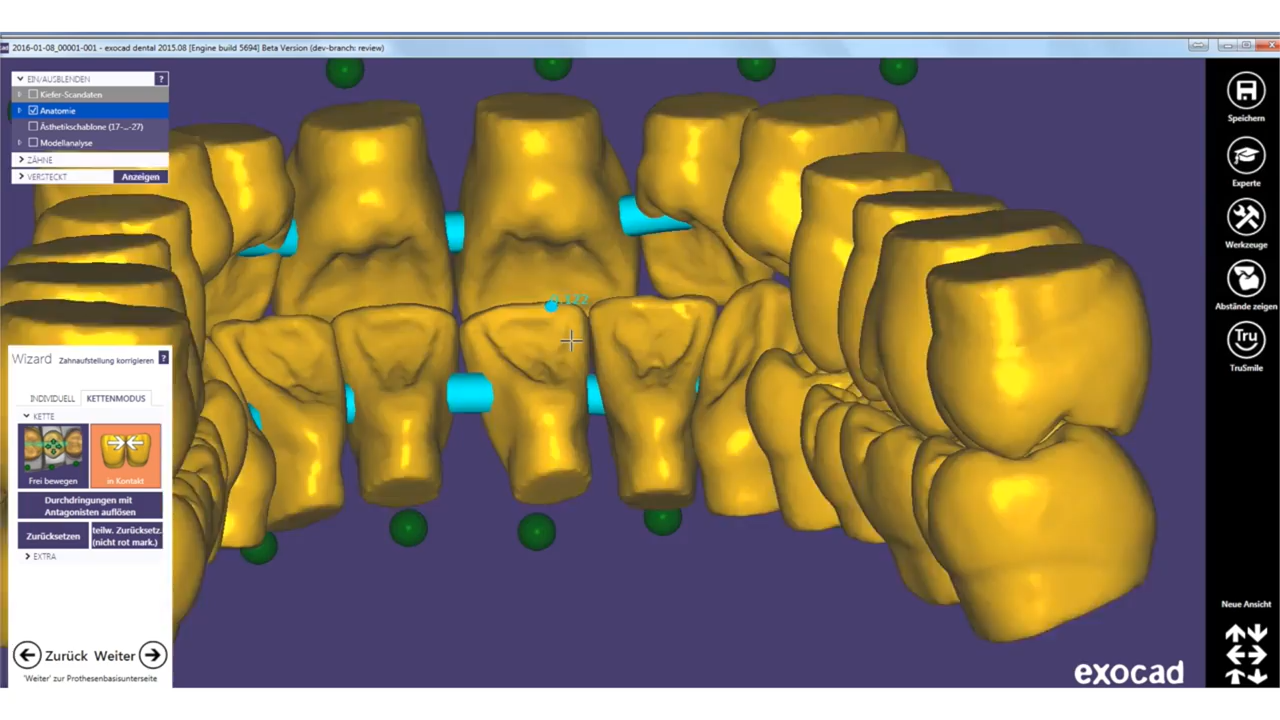 2016-01-08_00001-001 - exocad dental 2015.08 [Engine build 5694] Beta Version (dev-branch: review)
EIN/AUSBLENDEN
?
Kiefer-Scandaten
Anatomie
Ästhetikschablone (17-..-27)
Modellanalyse
ZÄHNE
VERSTECKT
Anzeigen
Speichern
Experte
Werkzeuge
Abstände zeigen
Tru
TruSmile
Wizard Zahnaufstellung korrigieren ?
INDIVIDUELL KETTENMODUS
KETTE
Frei bewegen
in Kontakt
Durchdringungen mit
Antagonisten auflösen
Zurücksetzen
teilw. Zurücksetz.
(nicht rot mark.)
EXTRA
Zurück Weiter
'Weiter' zur Prothesenbasisunterseite
Neue Ansicht
exocad